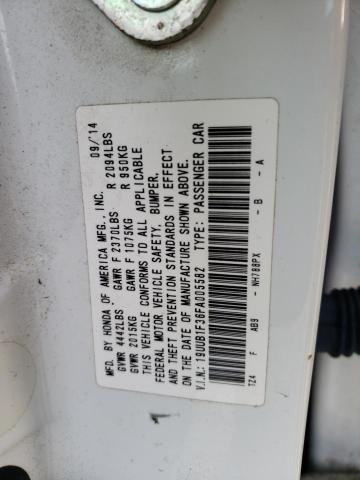 MFD. BY HONDA OF AMERICA MFG., INC. 09/14
GVWR 4442LBS GAWR F 2370LBS R 2094LBS
GVWR 2015KG GAWR F 1075KG R 950KG
THIS VEHICLE CONFORMS TO ALL APPLICABLE
FEDERAL MOTOR VEHICLE SAFETY, BUMPER,
AND THEFT PREVENTION STANDARDS IN EFFECT
ON THE DATE OF MANUFACTURE SHOWN ABOVE.
V.I.N.: 19UUB1F36FA005582 TYPE: PASSENGER CAR
TZ4 F AB9 - NH788PX - B - A